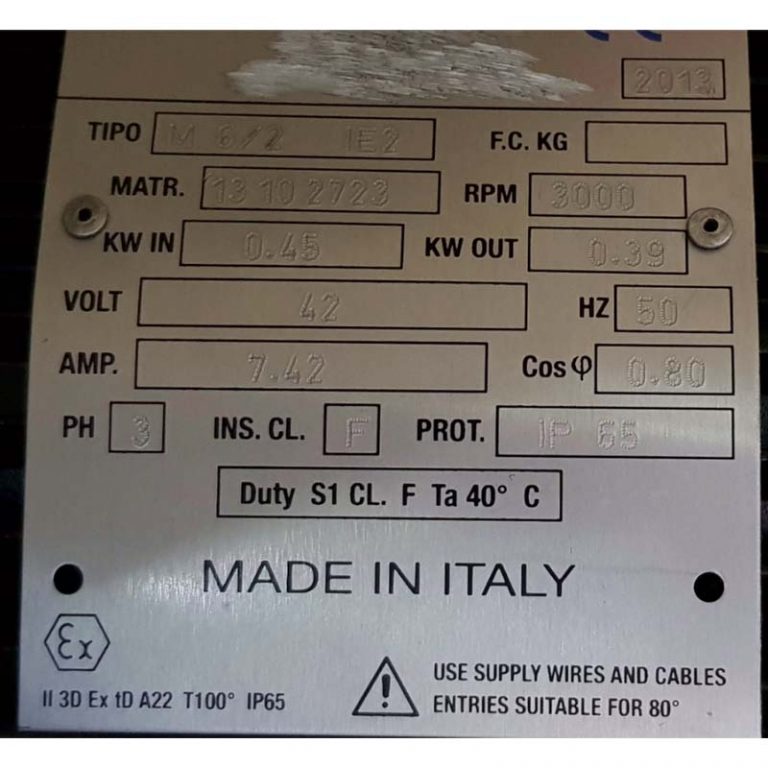 2013
TIPO M 6/2 IE2 F.C. KG
MATR. 13 10 2723 RPM 3000
KW IN 0.45 KW OUT 0.39
VOLT 42 HZ 50
AMP. 7.42 Cos φ 0.80
PH 3 INS. CL. F PROT. IP 65
Duty S1 CL. F Ta 40° C
MADE IN ITALY
Ex
II 3D Ex tD A22 T100° IP65
USE SUPPLY WIRES AND CABLES
ENTRIES SUITABLE FOR 80°